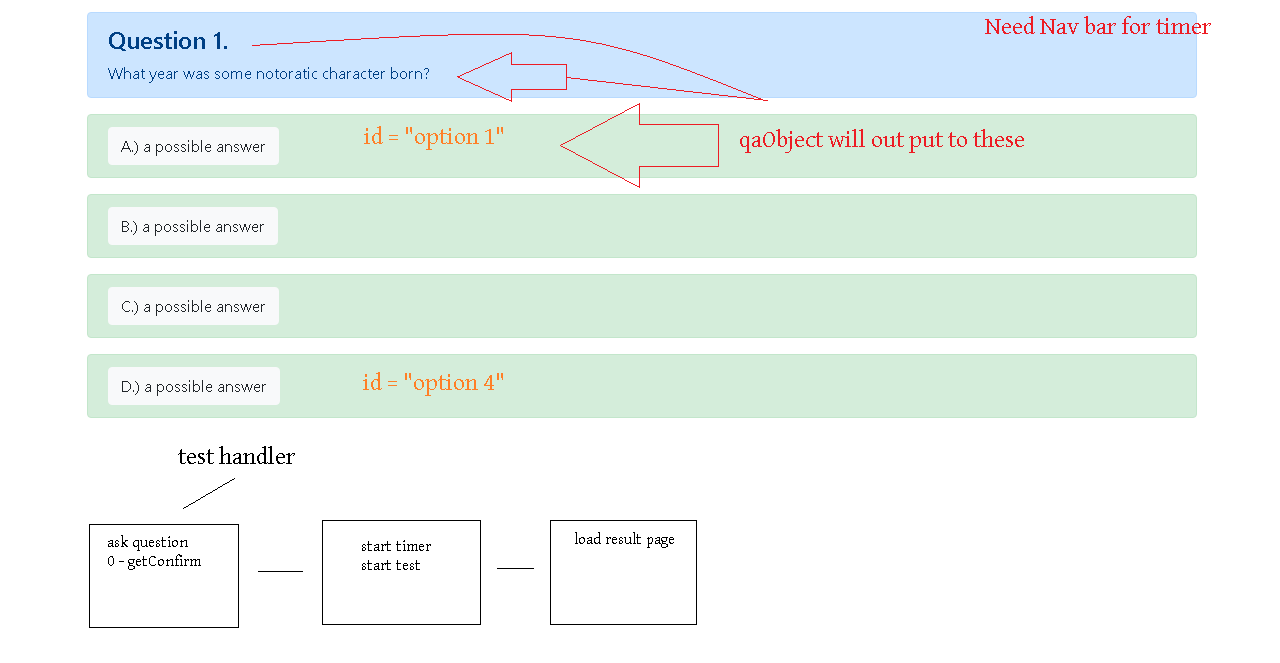 Need Nav bar for timer
Question 1.
What year was some notoratic character born?
A.) a possible answer
id = "option 1"
qaObject will out put to these
B.) a possible answer
C.) a possible answer
D.) a possible answer
id = "option 4"
test handler
ask question
0 - getConfirm
start timer
start test
load result page